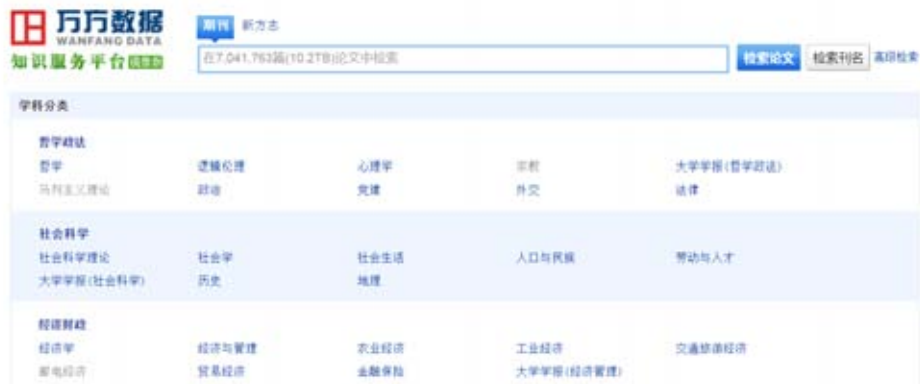 万方数据 期刊 新方志
WANFANG DATA
知识服务平台 在7,041,763篇(10.2TB)论文中检索 检索论文 检索刊名 高级检索
学科分类
哲学政法
哲学 逻辑伦理 心理学 宗教 大学学报(哲学政法)
马列主义理论 政治 党建 外交 法律
社会科学
社会科学理论 社会学 社会生活 人口与民族 劳动与人才
大学学报(社会科学) 历史 地理
经济财政
经济学 经济与管理 农业经济 工业经济 交通旅游经济
邮电经济 贸易经济 金融保险 大学学报(经济管理)